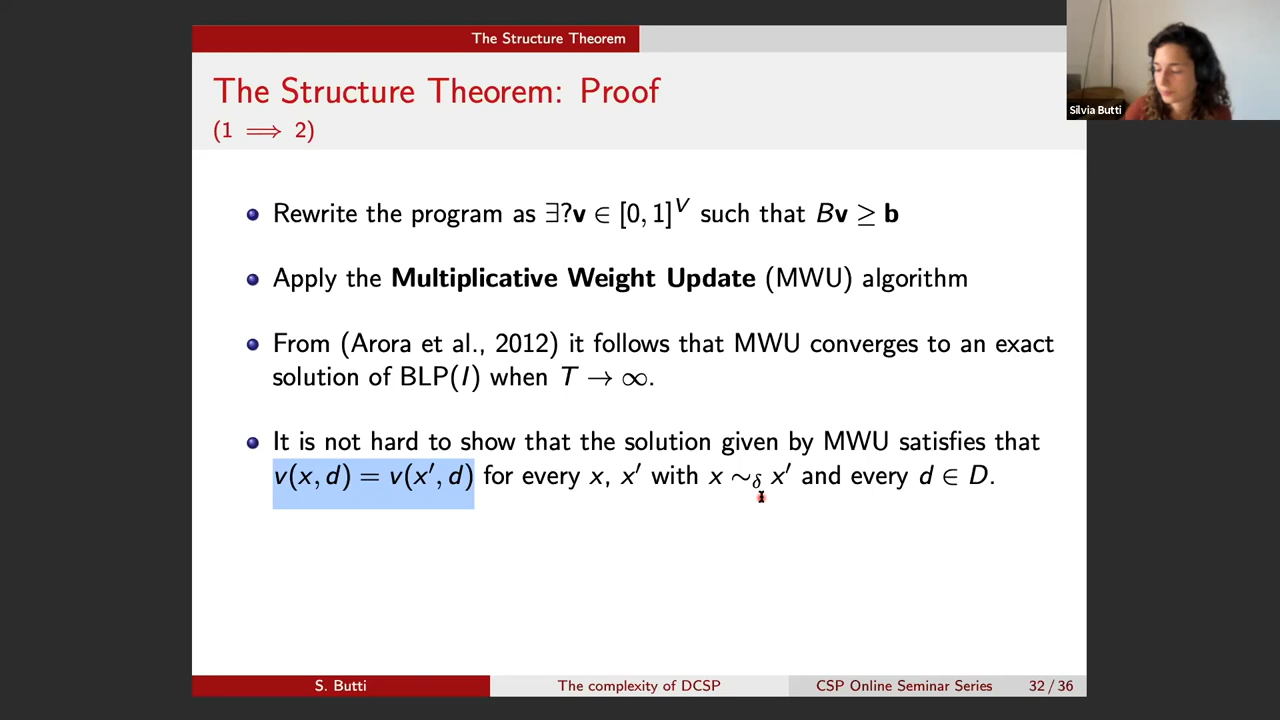 The Structure Theorem
The Structure Theorem: Proof
(1 ⟹ 2)
Silvia Butti
Rewrite the program as ∃?v ∈ [0, 1]^V such that Bv ≥ b
Apply the Multiplicative Weight Update (MWU) algorithm
From (Arora et al., 2012) it follows that MWU converges to an exact
solution of BLP(I) when T → ∞.
It is not hard to show that the solution given by MWU satisfies that
v(x, d) = v(x′, d) for every x, x′ with x ∼_δ x′ and every d ∈ D.
S. Butti The complexity of DCSP CSP Online Seminar Series 32 / 36